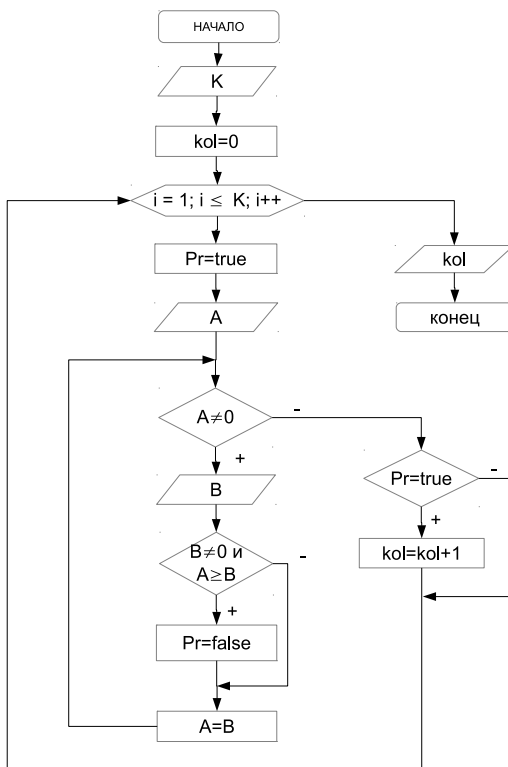 НАЧАЛО
K
kol=0
i = 1; i ≤ K; i++
Pr=true
kol
A
конец
A≠0
-
+
Pr=true
-
B
+
B≠0 и
A≥B
-
kol=kol+1
+
Pr=false
A=B